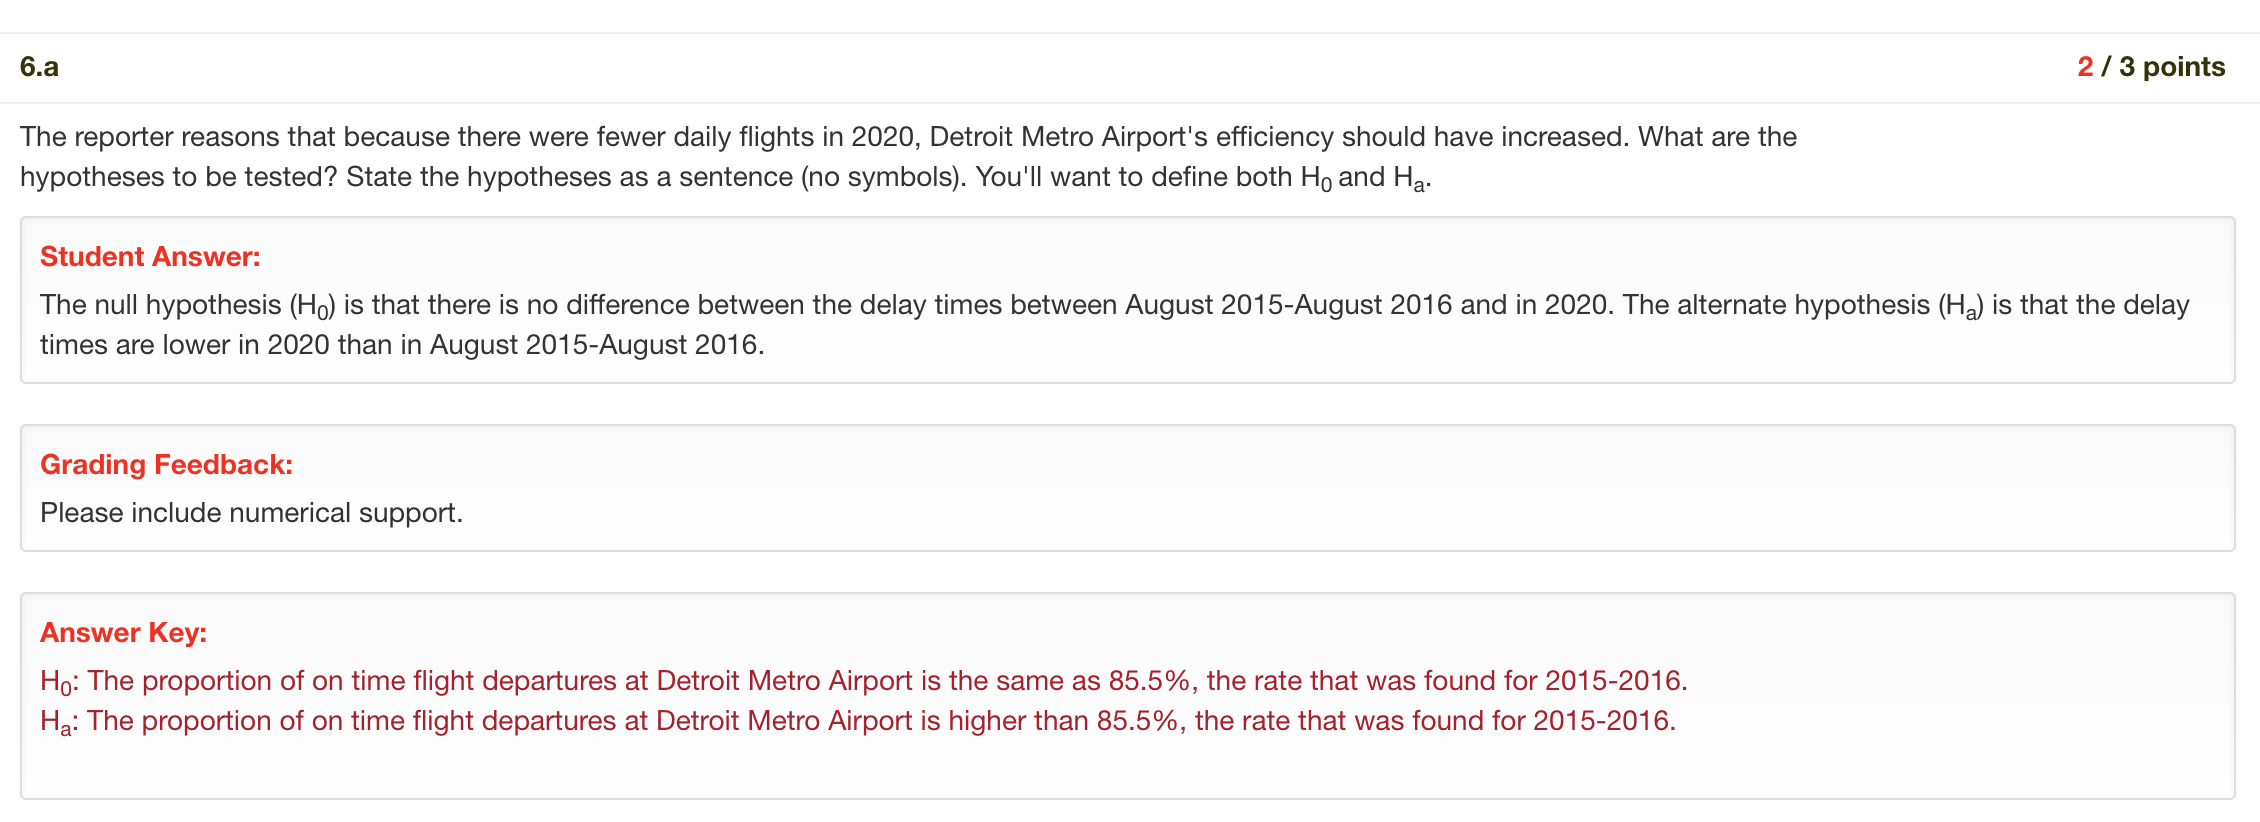 6.a
2 / 3 points
The reporter reasons that because there were fewer daily flights in 2020, Detroit Metro Airport's efficiency should have increased. What are the
hypotheses to be tested? State the hypotheses as a sentence (no symbols). You'll want to define both H₀ and Hₐ.
Student Answer:
The null hypothesis (H₀) is that there is no difference between the delay times between August 2015-August 2016 and in 2020. The alternate hypothesis (Hₐ) is that the delay
times are lower in 2020 than in August 2015-August 2016.
Grading Feedback:
Please include numerical support.
Answer Key:
H₀: The proportion of on time flight departures at Detroit Metro Airport is the same as 85.5%, the rate that was found for 2015-2016.
Hₐ: The proportion of on time flight departures at Detroit Metro Airport is higher than 85.5%, the rate that was found for 2015-2016.